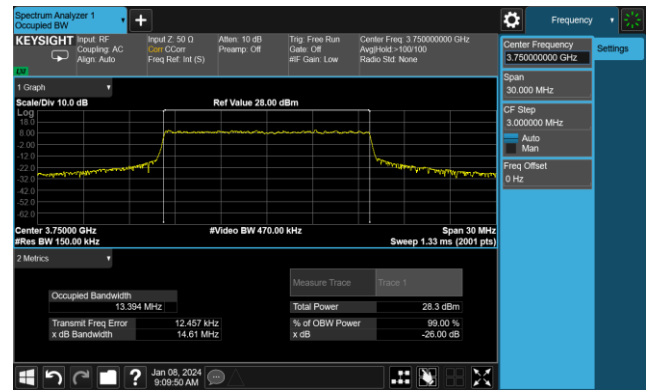 Spectrum Analyzer 1
Occupied BW
Frequency
KEYSIGHT
Input: RF
Coupling: AC
Align: Auto
Input Z: 50 Ω
Corr CCorr
Freq Ref: Int (S)
Atten: 10 dB
Preamp: Off
Trig: Free Run
Gate: Off
#IF Gain: Low
Center Freq: 3.750000000 GHz
Avg|Hold:>100/100
Radio Std: None
Center Frequency
3.750000000 GHz
Settings
Span
30.000 MHz
CF Step
3.000000 MHz
Auto
Man
Freq Offset
0 Hz
1 Graph
Scale/Div 10.0 dB
Ref Value 28.00 dBm
Log
18.0
8.00
-2.00
-12.0
-22.0
-32.0
-42.0
-52.0
-62.0
Center 3.75000 GHz
#Video BW 470.00 kHz
Span 30 MHz
#Res BW 150.00 kHz
Sweep 1.33 ms (2001 pts)
2 Metrics
Measure Trace
Trace 1
Occupied Bandwidth
13.394 MHz
Total Power
28.3 dBm
Transmit Freq Error
12.457 kHz
% of OBW Power
99.00 %
x dB Bandwidth
14.61 MHz
x dB
-26.00 dB
Jan 08, 2024
9:09:50 AM